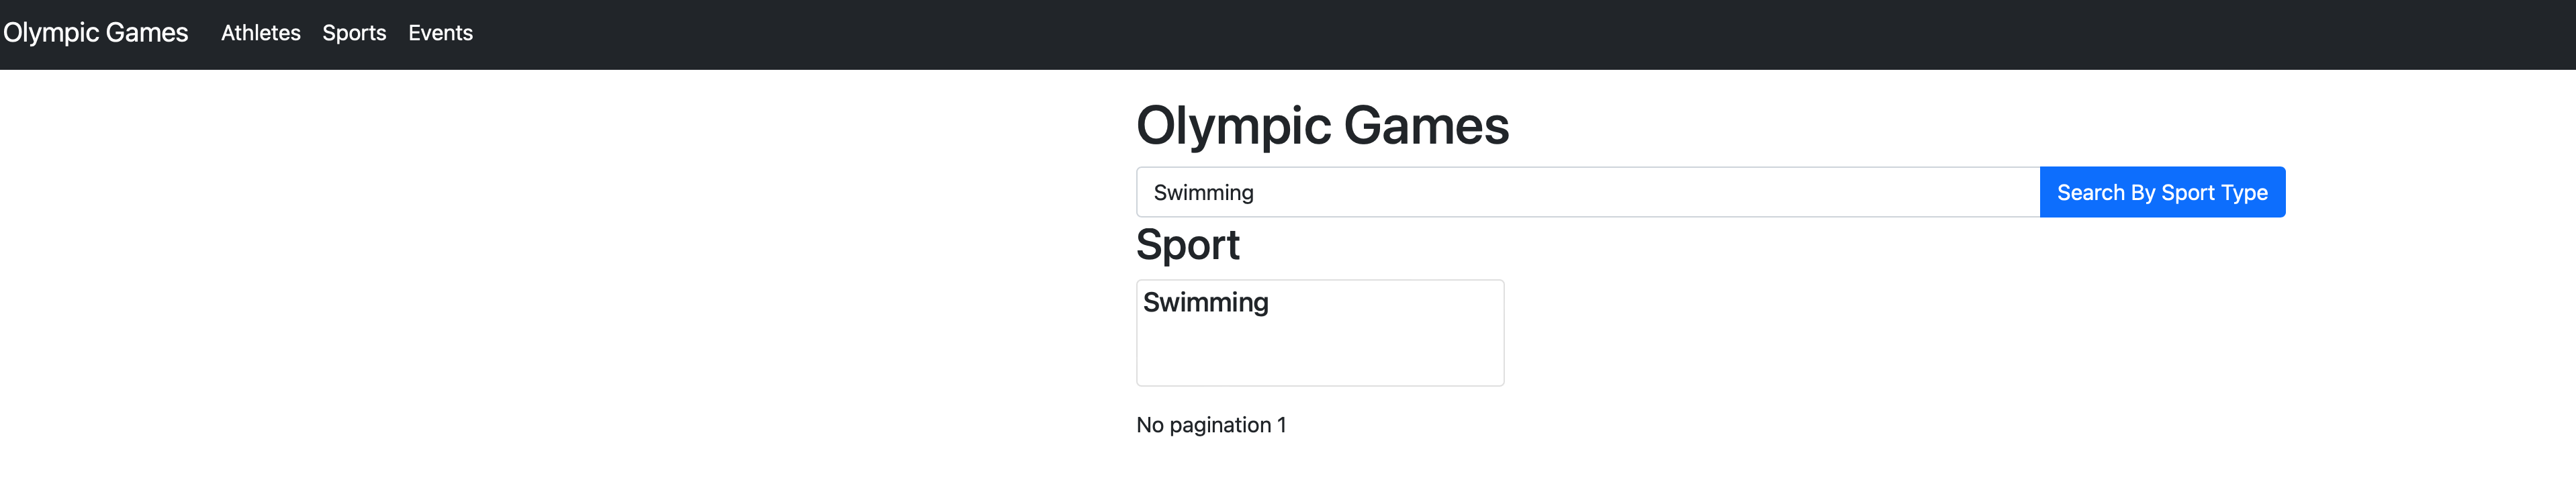 Olympic Games Athletes Sports Events
Olympic Games
Swimming Search By Sport Type
Sport
Swimming
No pagination 1